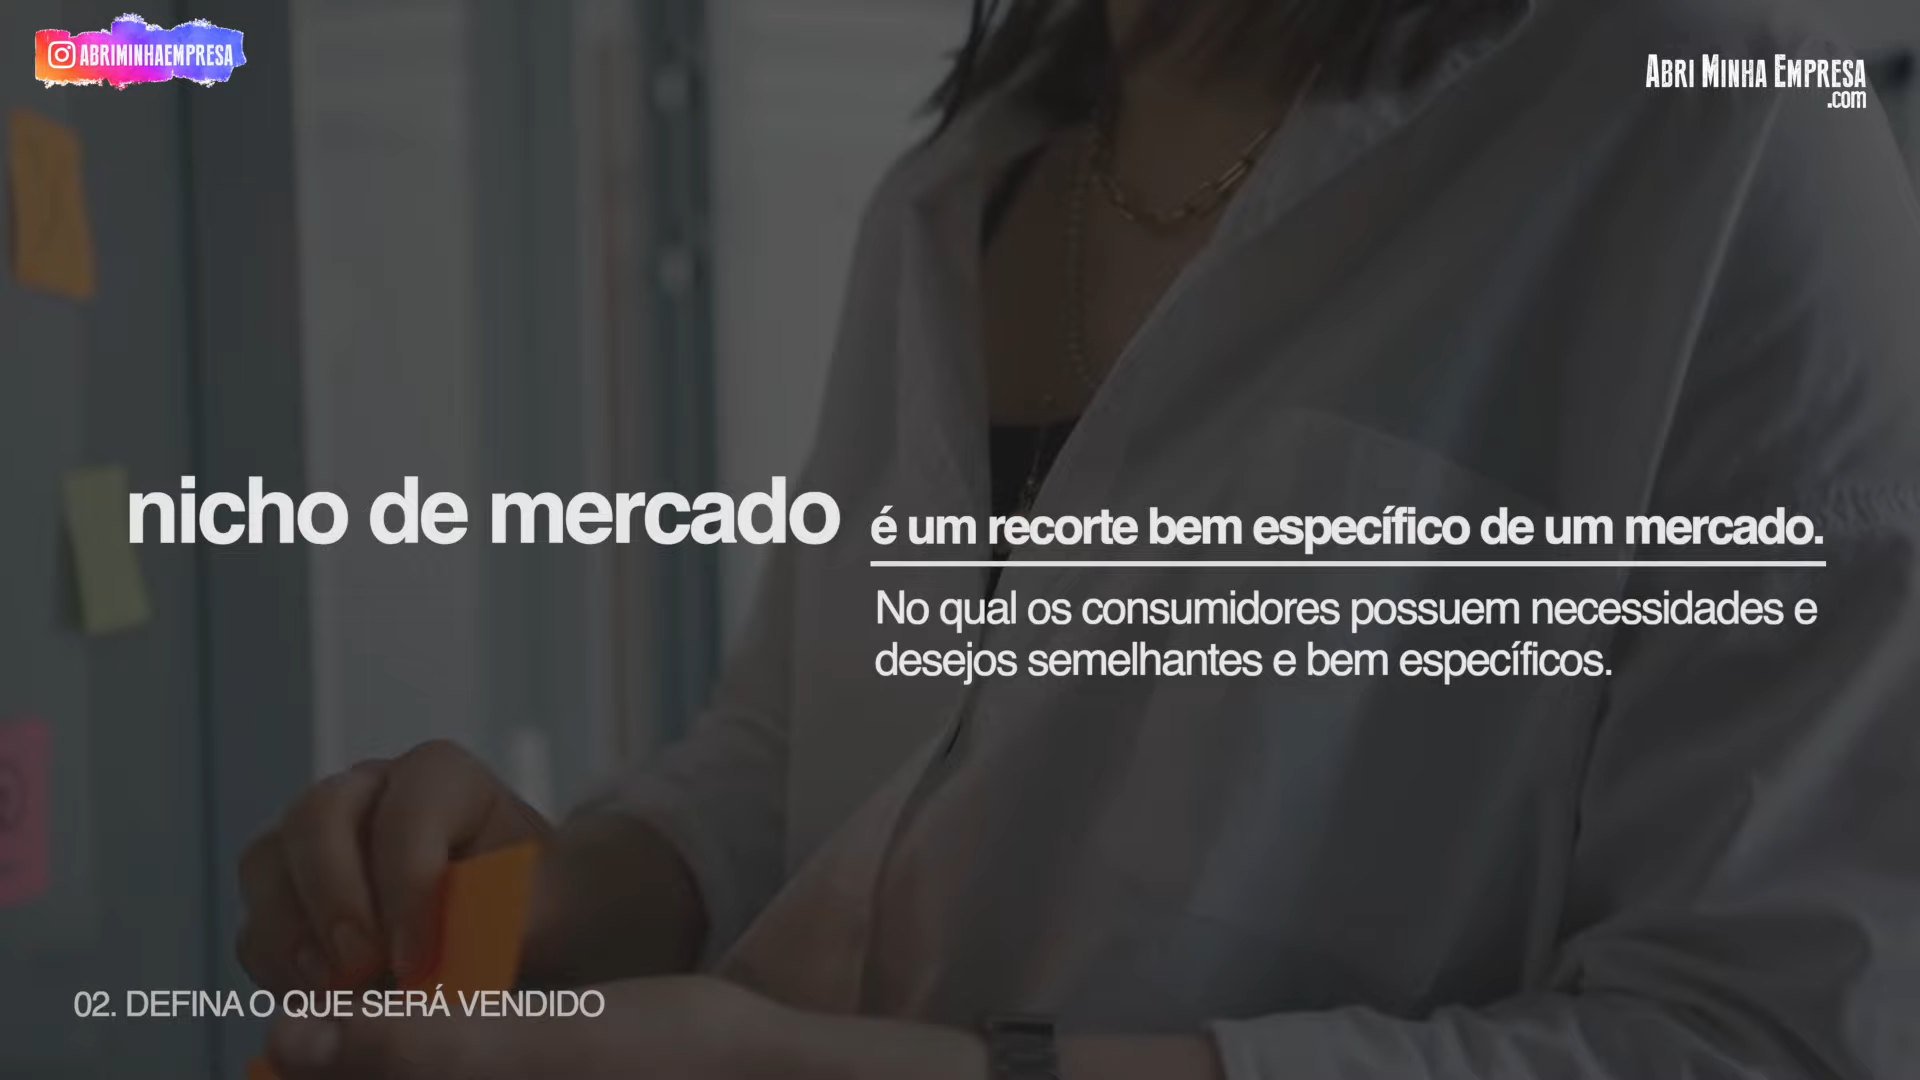 ABRIMINHAEMPRESA
ABRI MINHA EMPRESA
.com
nicho de mercado é um recorte bem específico de um mercado.
No qual os consumidores possuem necessidades e
desejos semelhantes e bem específicos.
02. DEFINA O QUE SERÁ VENDIDO